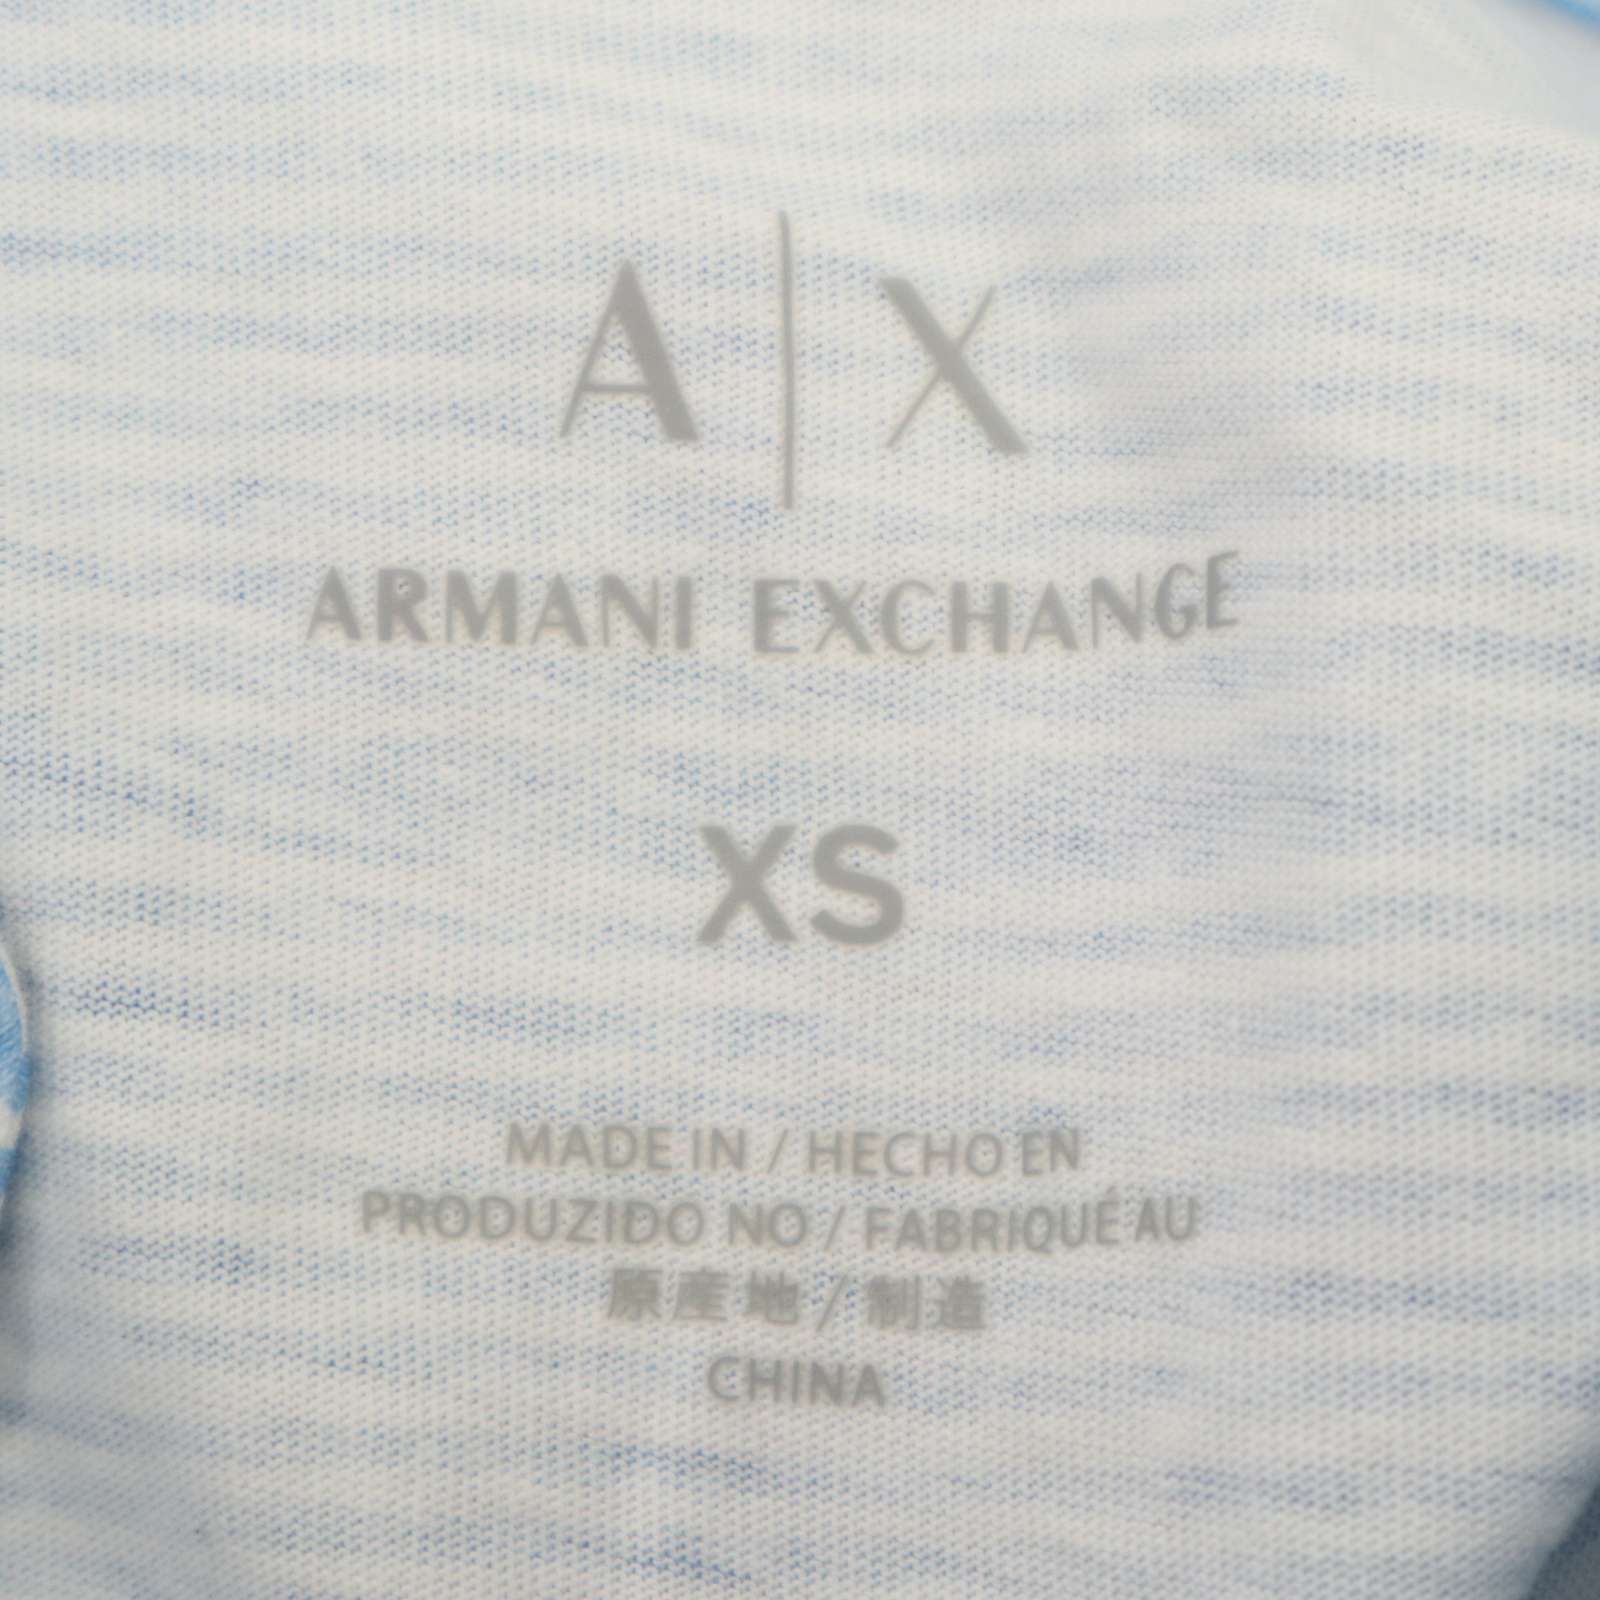 A|X
ARMANI EXCHANGE
XS
MADE IN / HECHO EN
PRODUZIDO NO / FABRIQUÉ AU
原産地 / 制造
CHINA